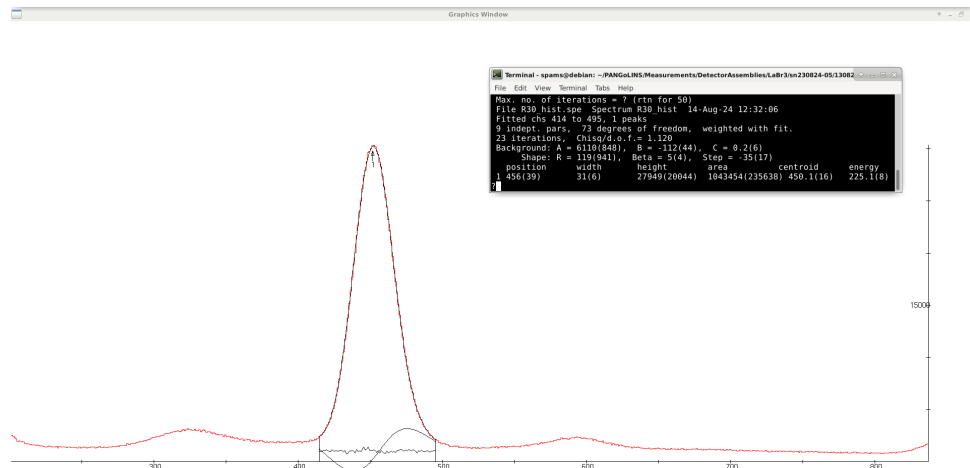 Graphics Window
Terminal - spams@debian: ~/PANGoLINS/Measurements/DetectorAssemblies/LaBr3/sn230824-05/13082
File Edit View Terminal Tabs Help
Max. no. of iterations = ? (rtn for 50)
File R30_hist.spe Spectrum R30_hist 14-Aug-24 12:32:06
Fitted chs 414 to 495, 1 peaks
9 indept. pars, 73 degrees of freedom, weighted with fit.
23 iterations, Chisq/d.o.f.= 1.120
Background: A = 6110(848), B = -112(44), C = 0.2(6)
Shape: R = 119(941), Beta = 5(4), Step = -35(17)
position width height area centroid energy
1 456(39) 31(6) 27949(20044) 1043454(235638) 450.1(16) 225.1(8)
?
15000
300 400 500 600 700 800